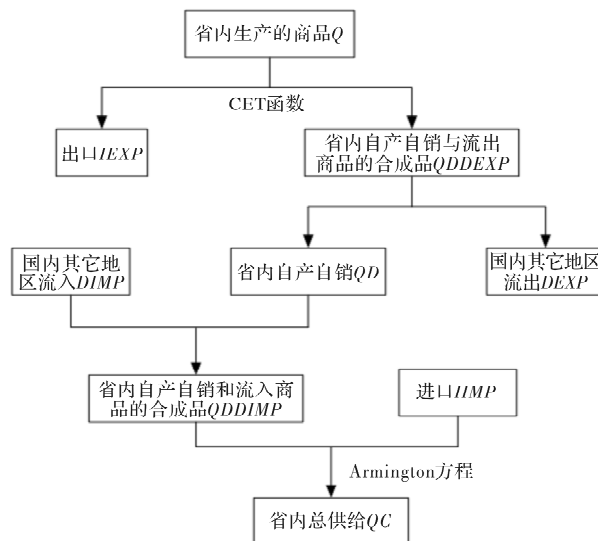 省内生产的商品Q
CET函数
出口IEXP
省内自产自销与流出
商品的合成品QDDEXP
国内其它地
区流入DIMP
省内自产自销QD
国内其它地区
流出DEXP
省内自产自销和流入商
品的合成品QDDIMP
进口IIMP
Armington方程
省内总供给QC